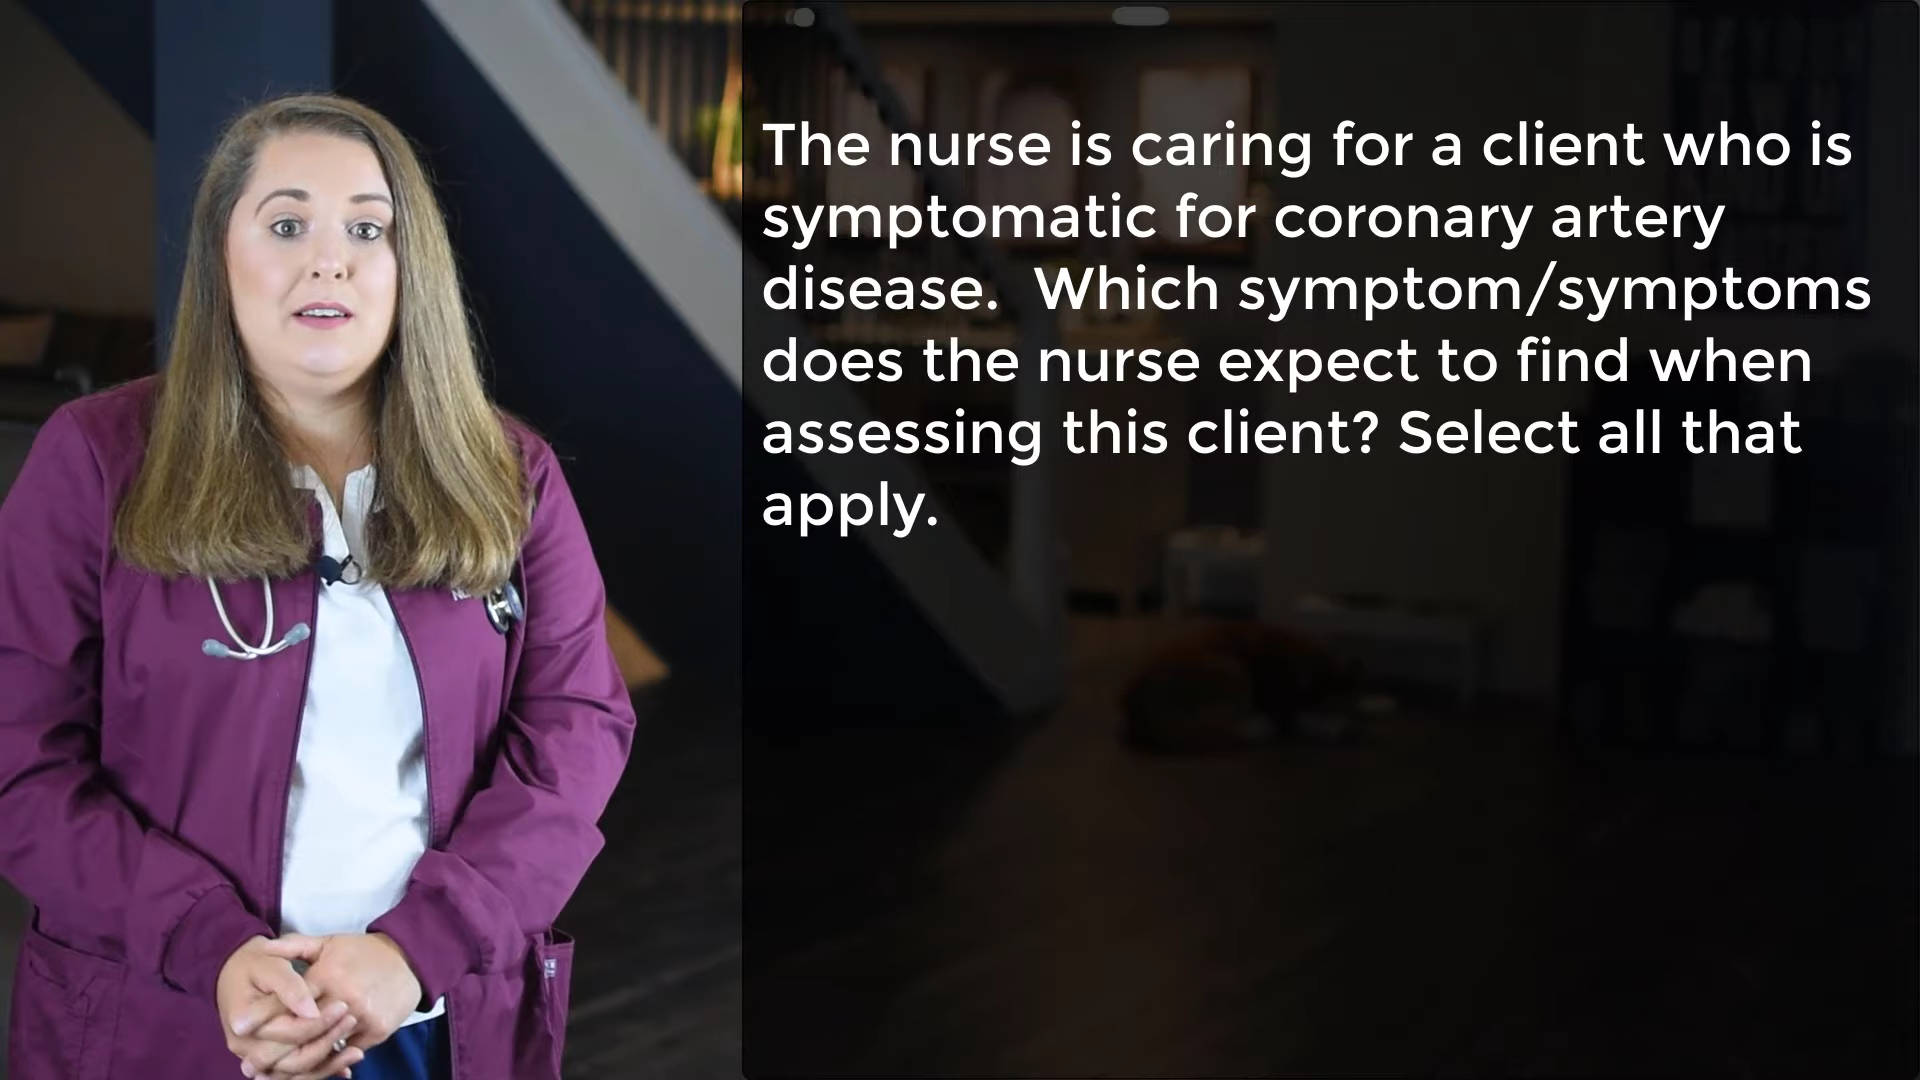 The nurse is caring for a client who is
symptomatic for coronary artery
disease.  Which symptom/symptoms
does the nurse expect to find when
assessing this client? Select all that
apply.